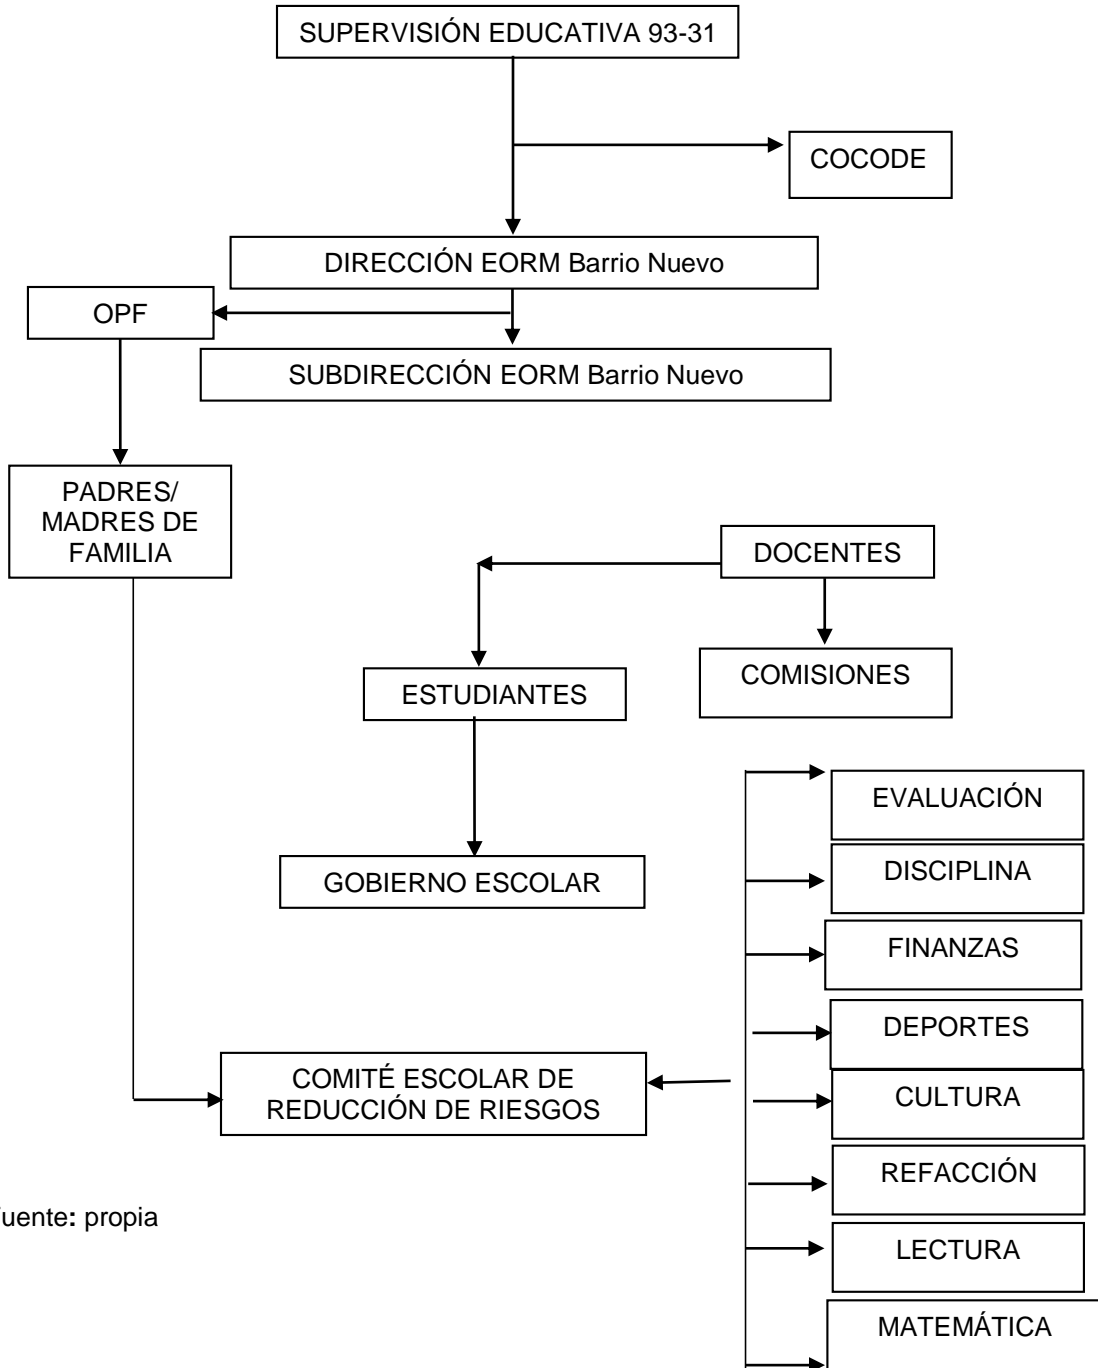 SUPERVISIÓN EDUCATIVA 93-31
COCODE
DIRECCIÓN EORM Barrio Nuevo
OPF
SUBDIRECCIÓN EORM Barrio Nuevo
PADRES/
MADRES DE
FAMILIA
DOCENTES
COMISIONES
ESTUDIANTES
EVALUACIÓN
DISCIPLINA
GOBIERNO ESCOLAR
FINANZAS
DEPORTES
COMITÉ ESCOLAR DE
REDUCCIÓN DE RIESGOS
CULTURA
REFACCIÓN
uente: propia
LECTURA
MATEMÁTICA